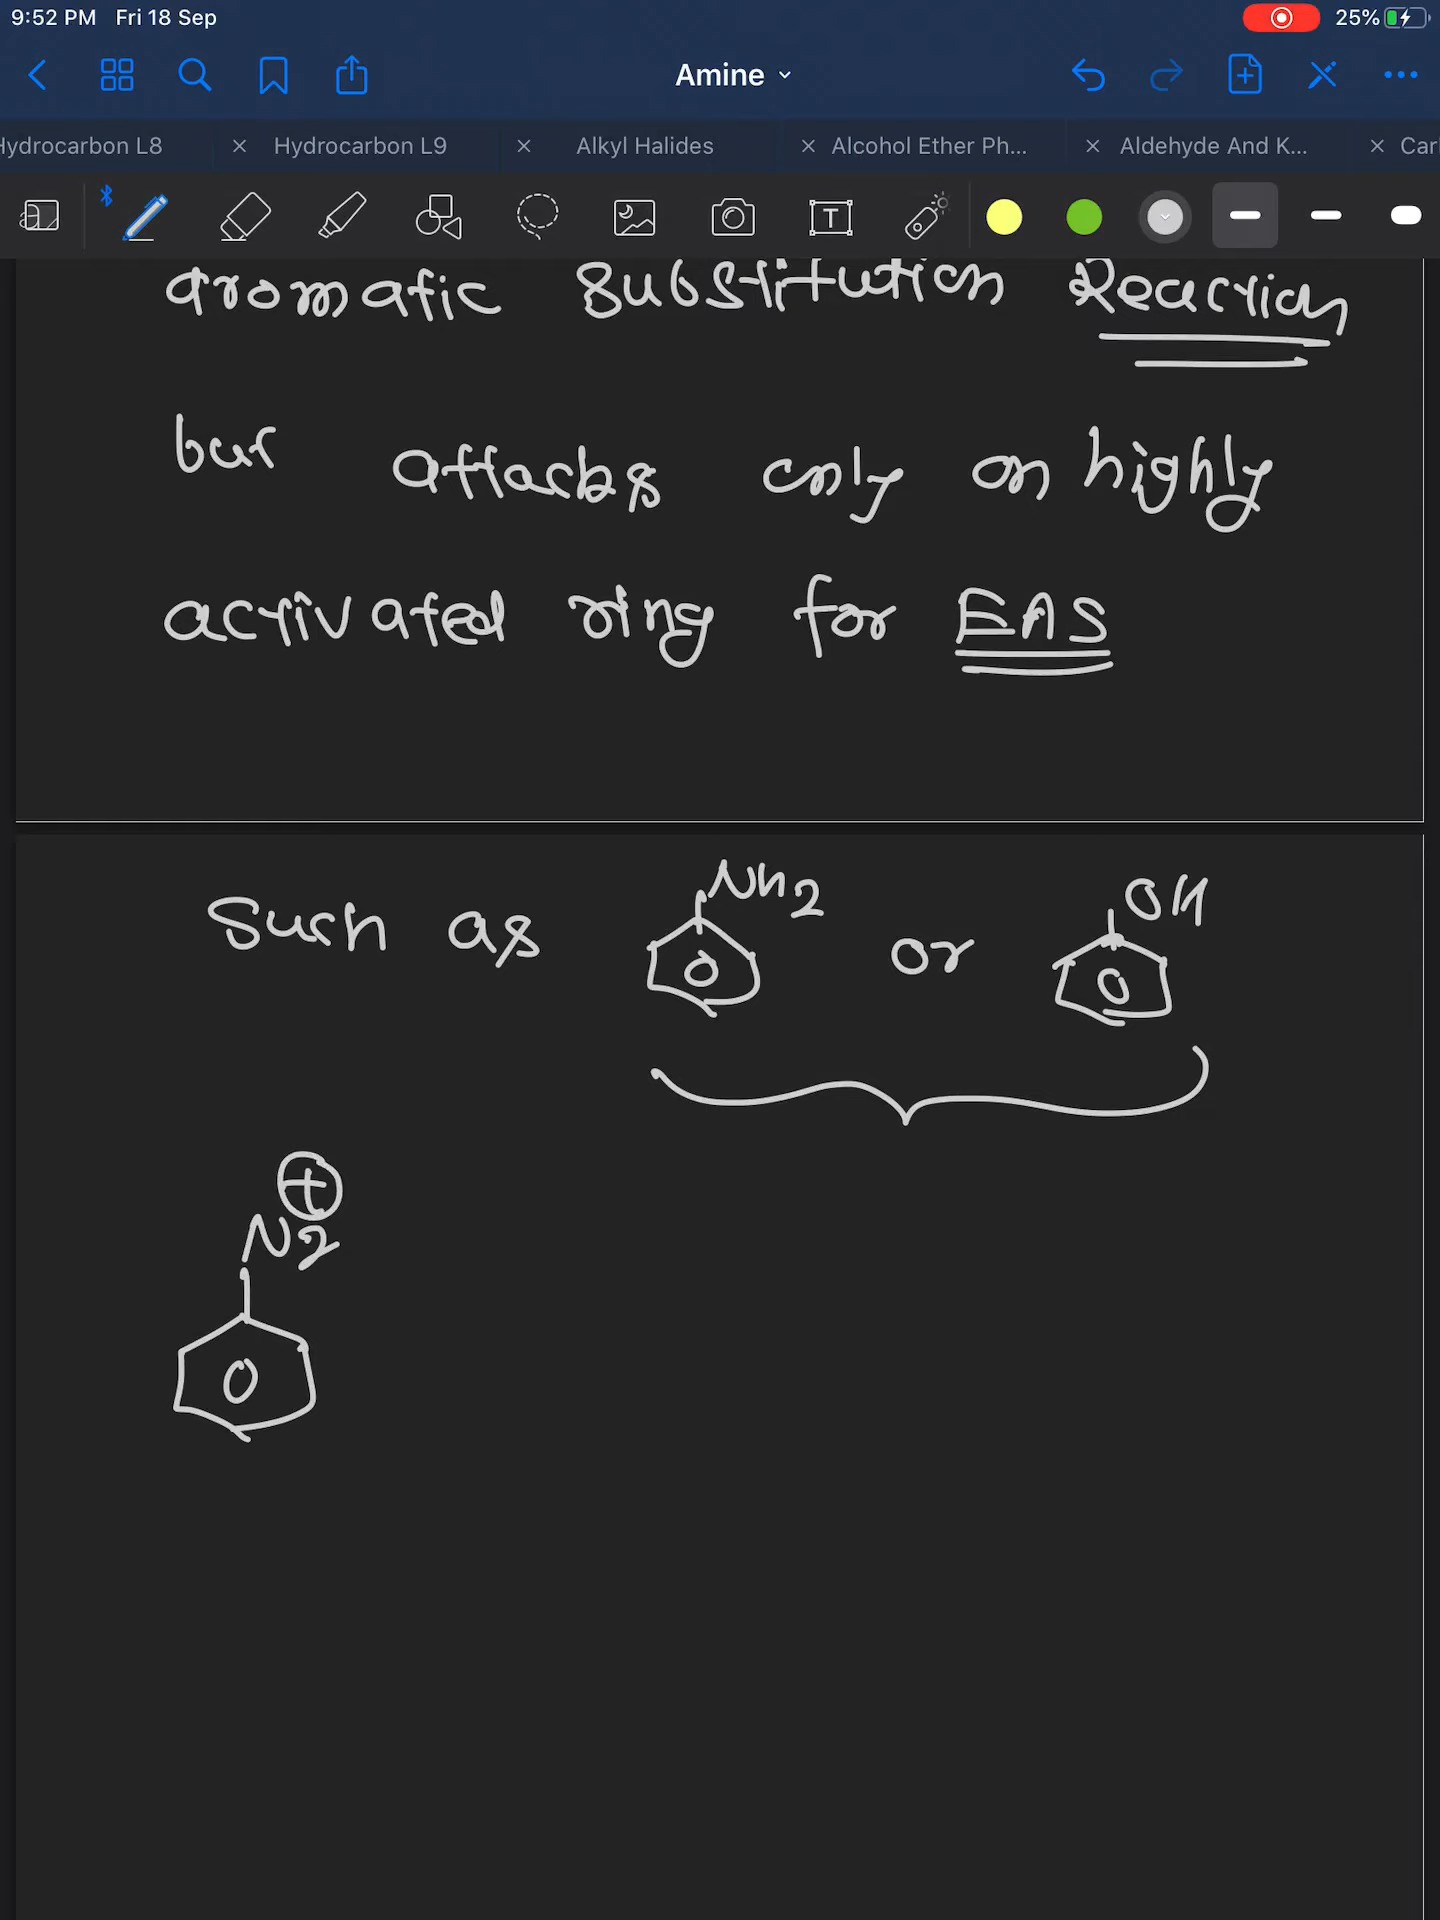 9:52 PM Fri 18 Sep 25%
Amine
Hydrocarbon L8 Hydrocarbon L9 Alkyl Halides Alcohol Ether Ph... Aldehyde And K... Carl
T
aromatic Substitution Reaction
but attacks only on highly
activated ring for EAS
Such as NH2 or OH
+
N2